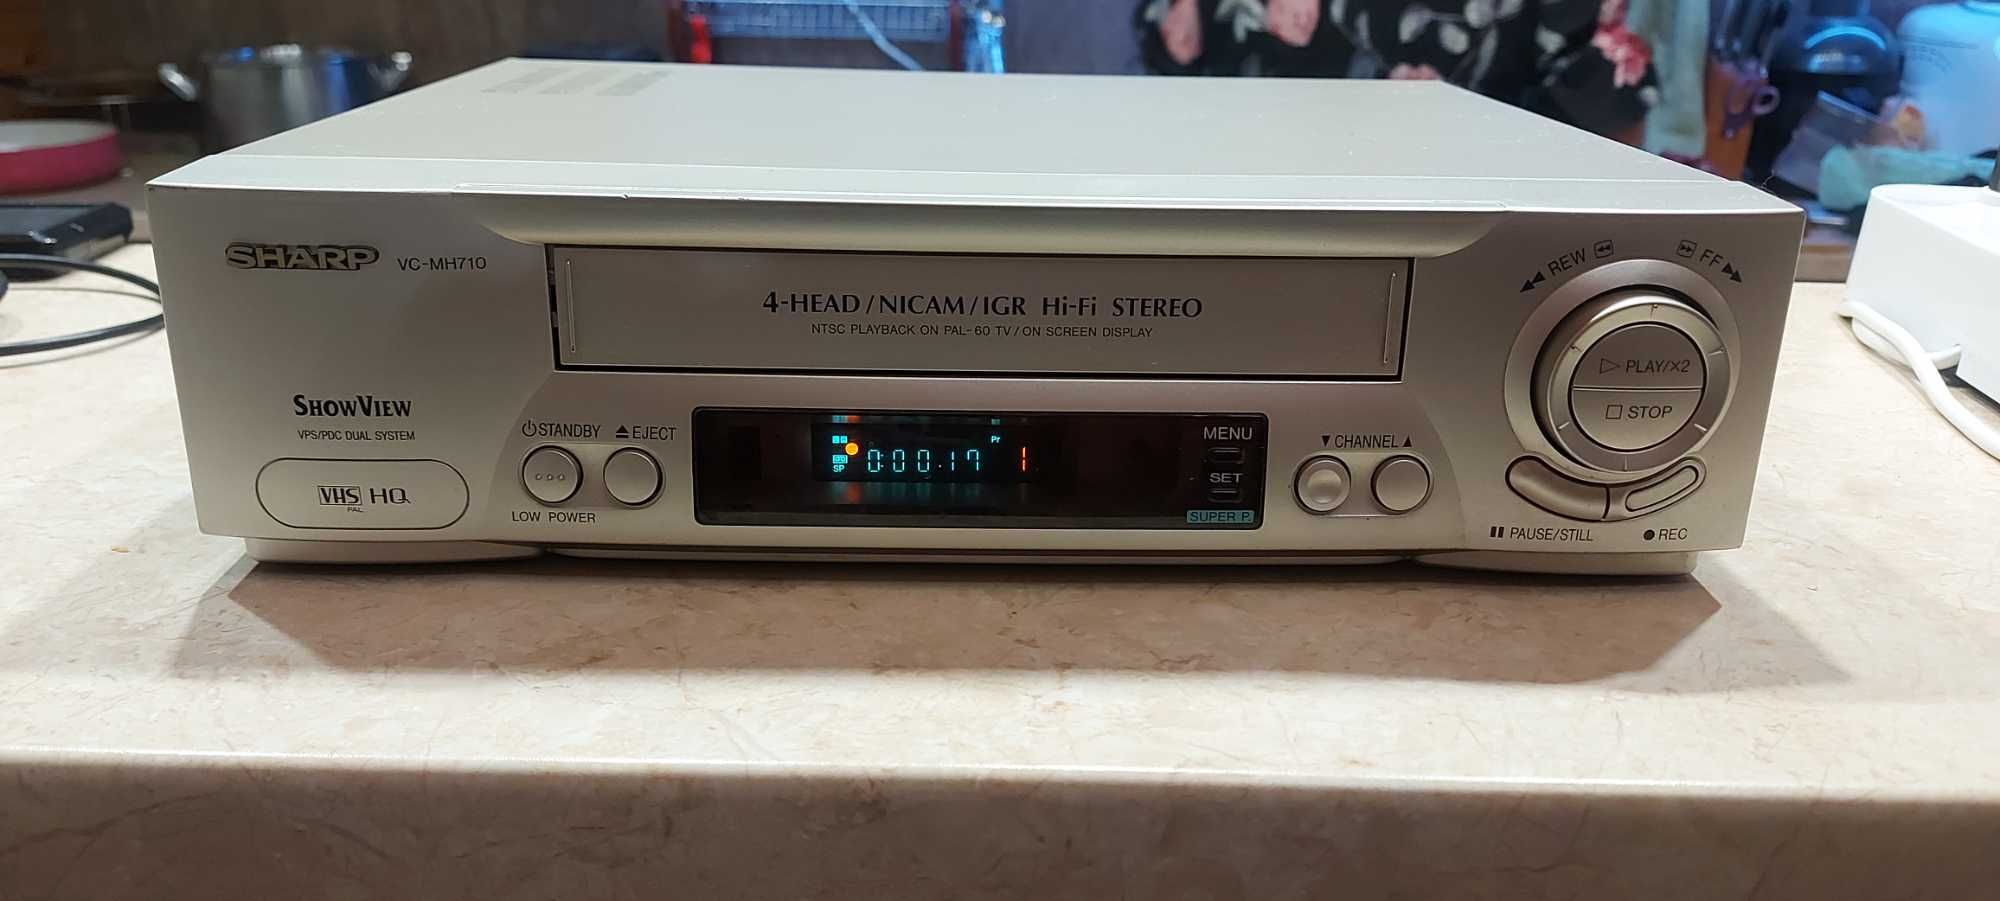 SHARP VC-MH710
4-HEAD/NICAM/IGR Hi-Fi STEREO
NTSC PLAYBACK ON PAL-60 TV/ON SCREEN DISPLAY
◀◀ REW
FF ▶▶
▷ PLAY/×2
□ STOP
SHOWVIEW
VPS/PDC DUAL SYSTEM
VHS HQ
PAL
⏻STANDBY ⏏EJECT
LOW POWER
Pr
SP 0:00.17 1
MENU
SET
SUPER P.
▼ CHANNEL ▲
⏸ PAUSE/STILL
● REC